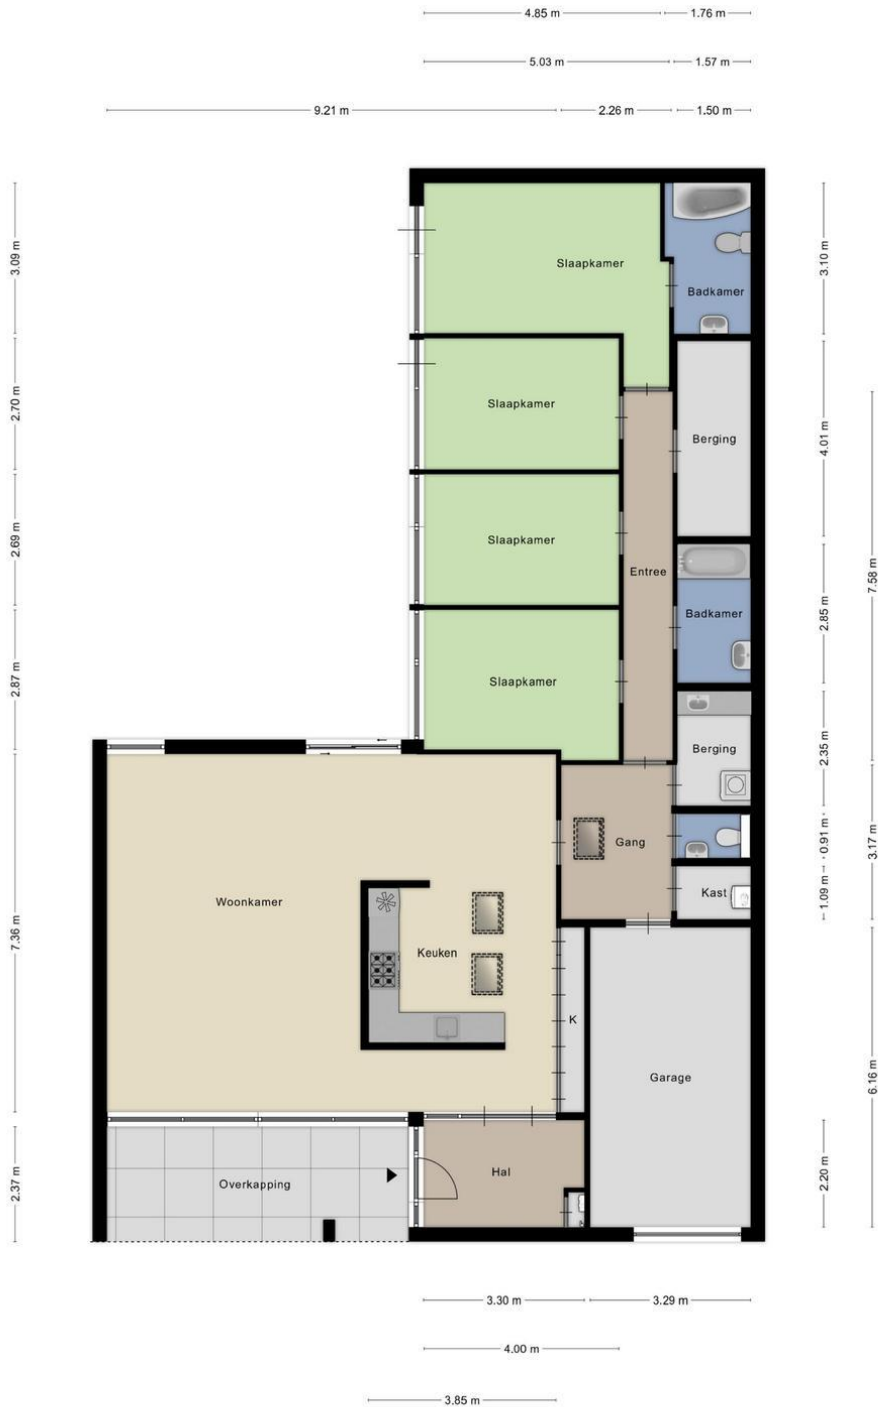 4.85 m
1.76 m
5.03 m
1.57 m
9.21 m
2.26 m
1.50 m
3.09 m
2.70 m
2.69 m
2.87 m
7.36 m
2.37 m
Slaapkamer
Badkamer
Slaapkamer
Berging
Slaapkamer
Entree
Badkamer
Slaapkamer
Berging
Gang
Woonkamer
Kast
Keuken
K
Garage
Hal
Overkapping
3.10 m
4.01 m
2.85 m
2.35 m
0.91 m
1.09 m
2.20 m
7.58 m
3.17 m
6.16 m
3.30 m
3.29 m
4.00 m
3.85 m